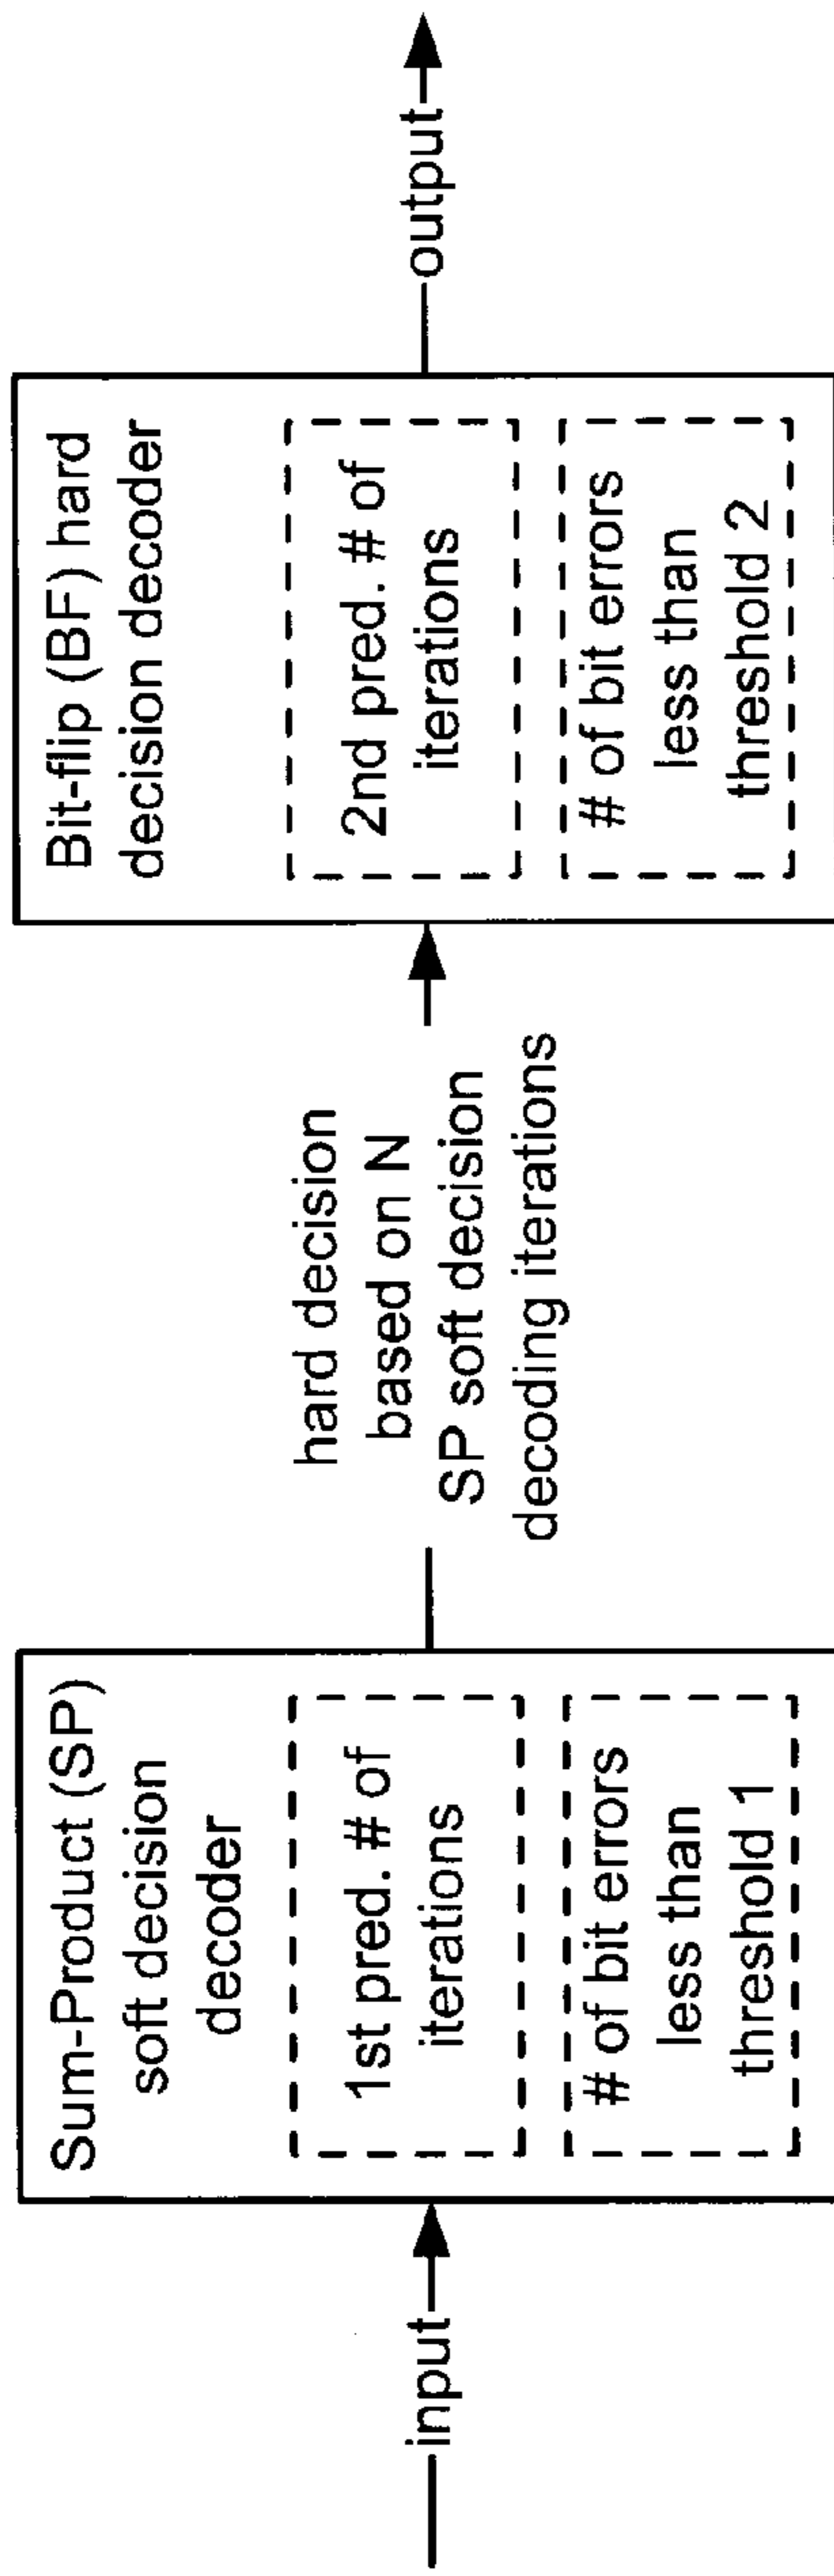 input
Sum-Product (SP)
soft decision
decoder
1st pred. # of
iterations
# of bit errors
less than
threshold 1
hard decision
based on N
SP soft decision
decoding iterations
Bit-flip (BF) hard
decision decoder
2nd pred. # of
iterations
# of bit errors
less than
threshold 2
output